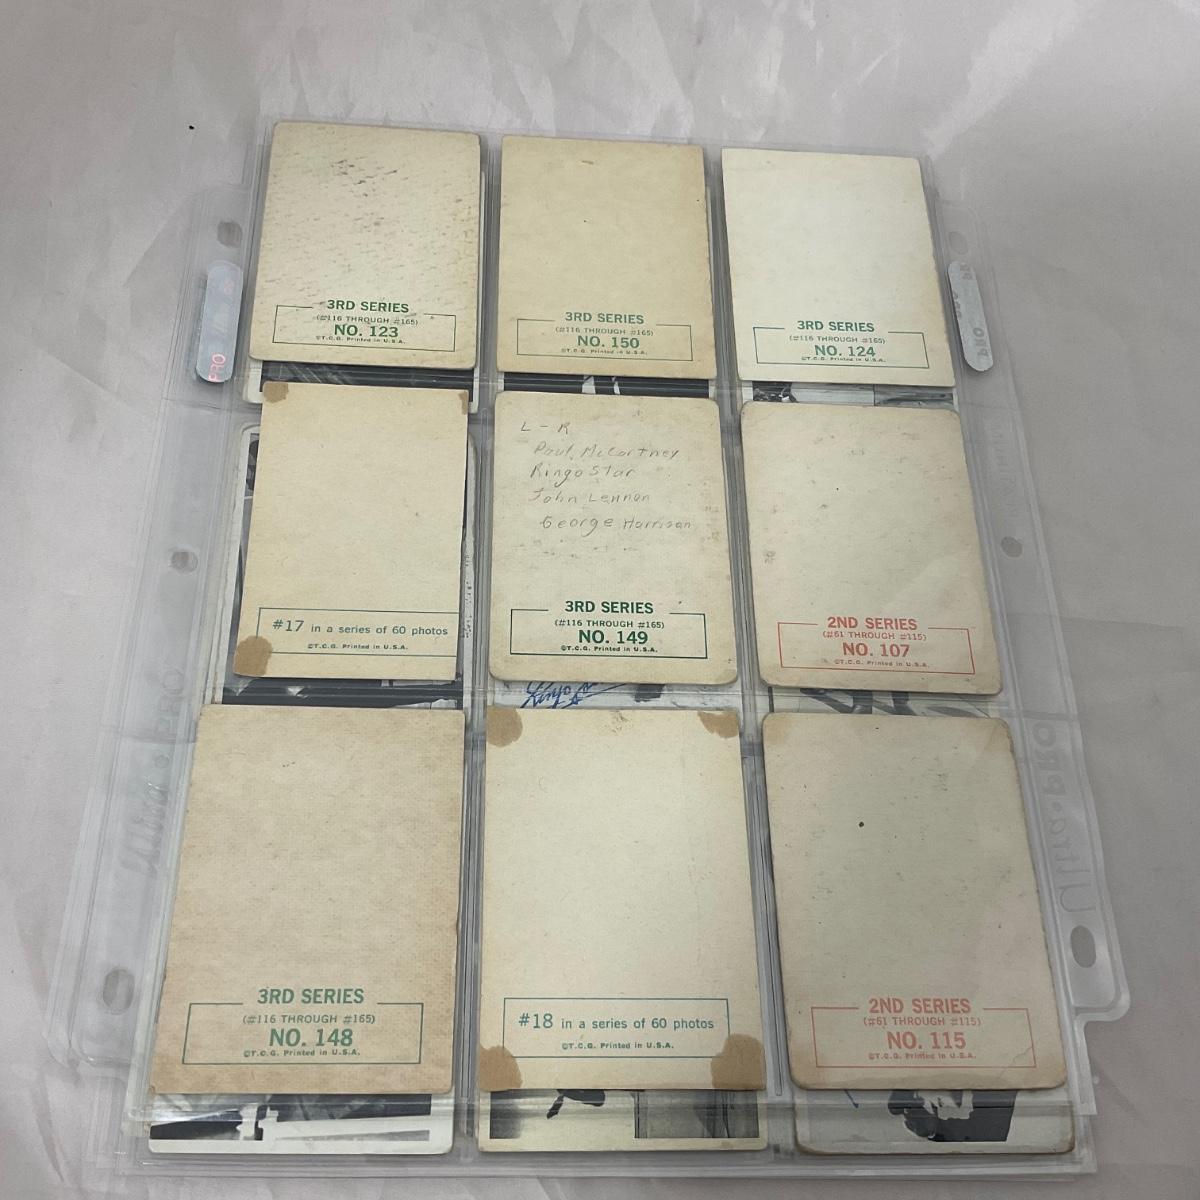 3RD SERIES
(#116 THROUGH #165)
NO. 123
©T.C.G. Printed in U.S.A.
3RD SERIES
(#116 THROUGH #165)
NO. 150
©T.C.G. Printed in U.S.A.
3RD SERIES
(#116 THROUGH #165)
NO. 124
©T.C.G. Printed in U.S.A.
PRO
PRO
#17 in a series of 60 photos
©T.C.G. Printed in U.S.A.
L - R
Paul McCartney
Ringo Star
John Lennon
George Harrison
3RD SERIES
(#116 THROUGH #165)
NO. 149
©T.C.G. Printed in U.S.A.
2ND SERIES
(#61 THROUGH #115)
NO. 107
©T.C.G. Printed in U.S.A.
3RD SERIES
(#116 THROUGH #165)
NO. 148
©T.C.G. Printed in U.S.A.
#18 in a series of 60 photos
©T.C.G. Printed in U.S.A.
2ND SERIES
(#61 THROUGH #115)
NO. 115
©T.C.G. Printed in U.S.A.
Ultra•PRO